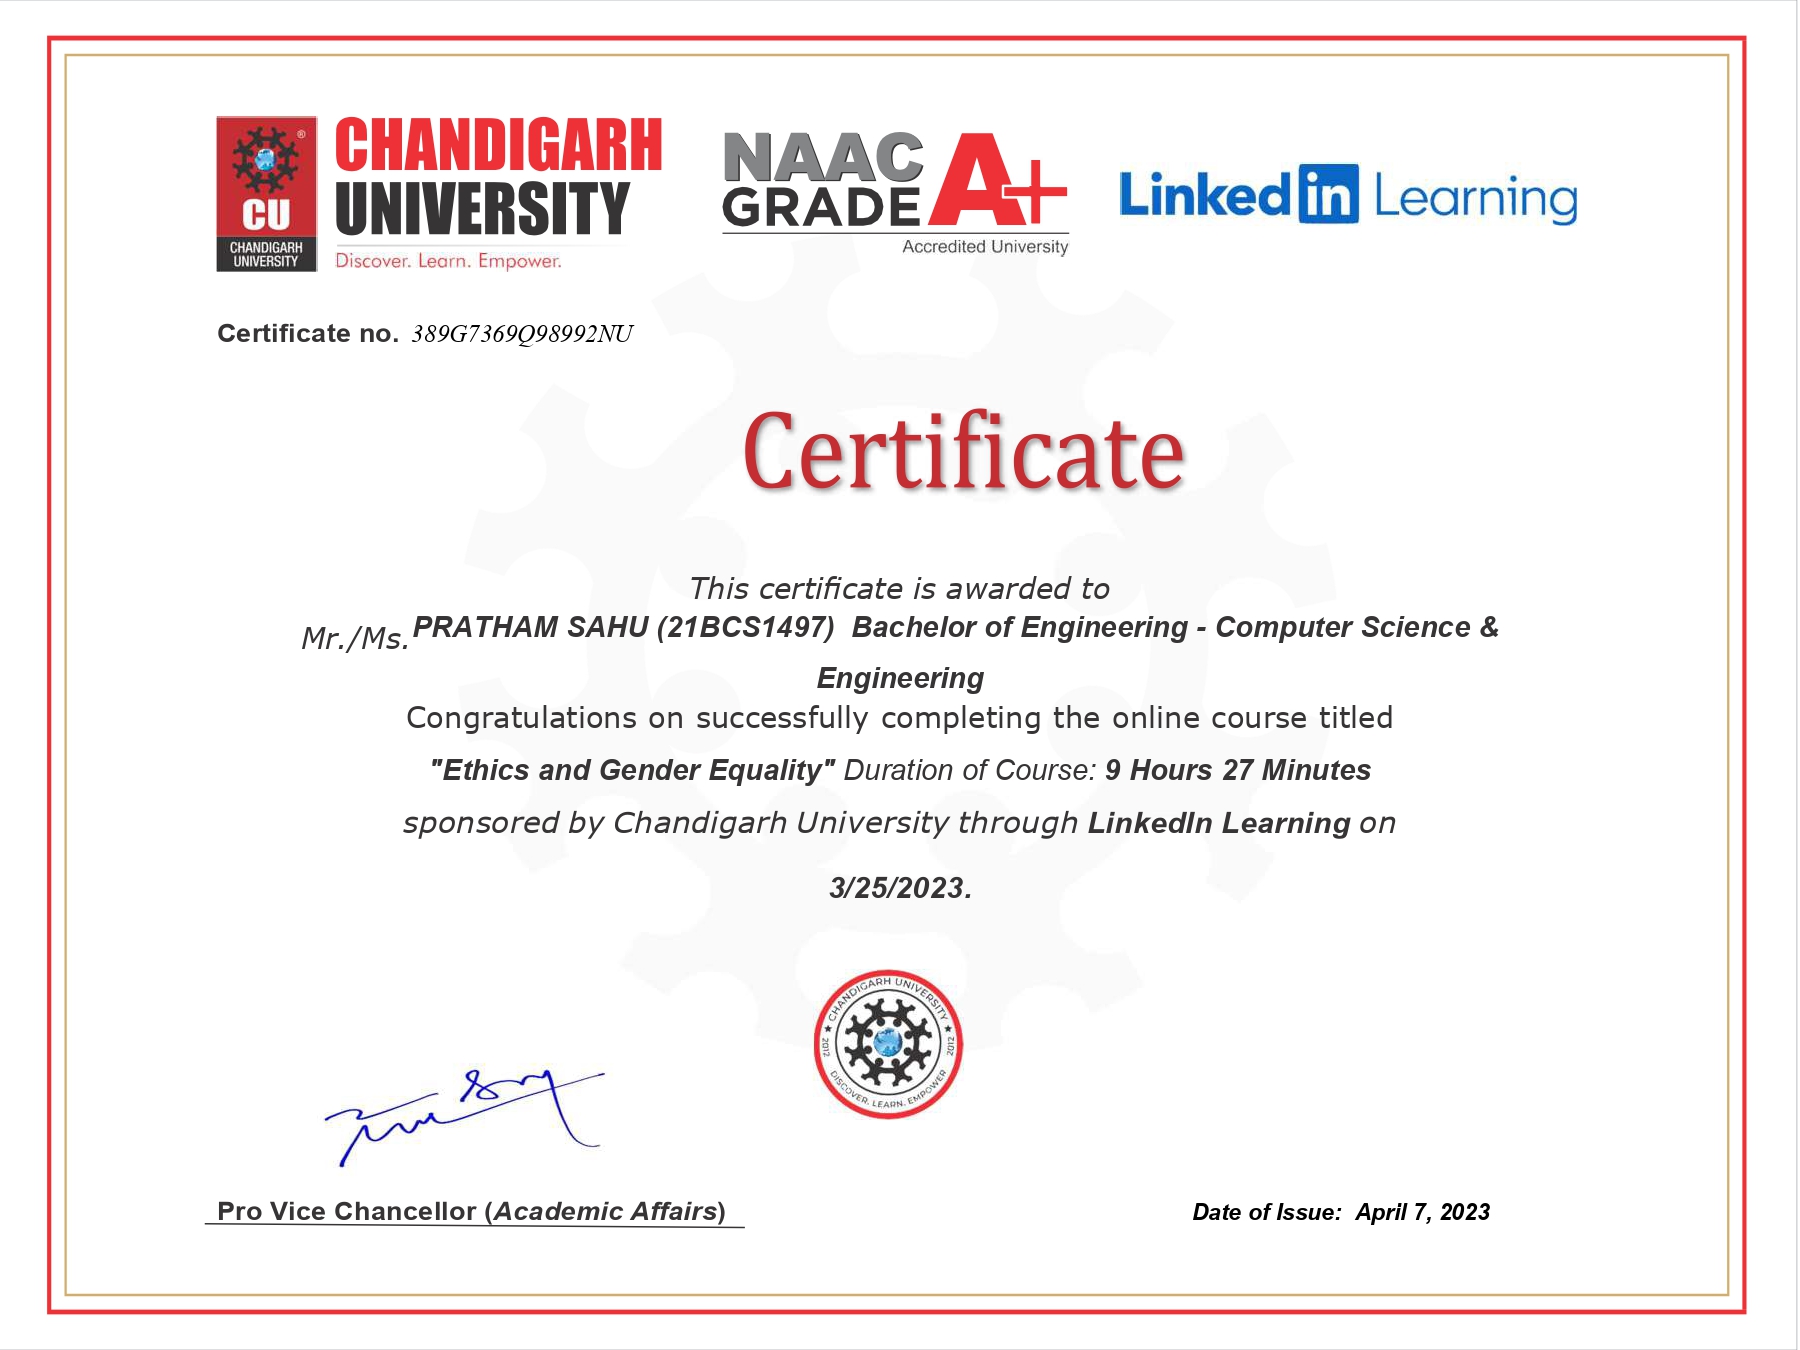 CHANDIGARH
UNIVERSITY
Discover. Learn. Empower.
®
CU
CHANDIGARH
UNIVERSITY
NAAC
GRADE A+
Accredited University
Linked in Learning
Certificate no. 389G7369Q98992NU
Certificate
This certificate is awarded to
Mr./Ms. PRATHAM SAHU (21BCS1497) Bachelor of Engineering - Computer Science &
Engineering
Congratulations on successfully completing the online course titled
"Ethics and Gender Equality" Duration of Course: 9 Hours 27 Minutes
sponsored by Chandigarh University through LinkedIn Learning on
3/25/2023.
CHANDIGARH UNIVERSITY
2012 2012
DISCOVER. LEARN. EMPOWER
Pro Vice Chancellor (Academic Affairs)
Date of Issue: April 7, 2023